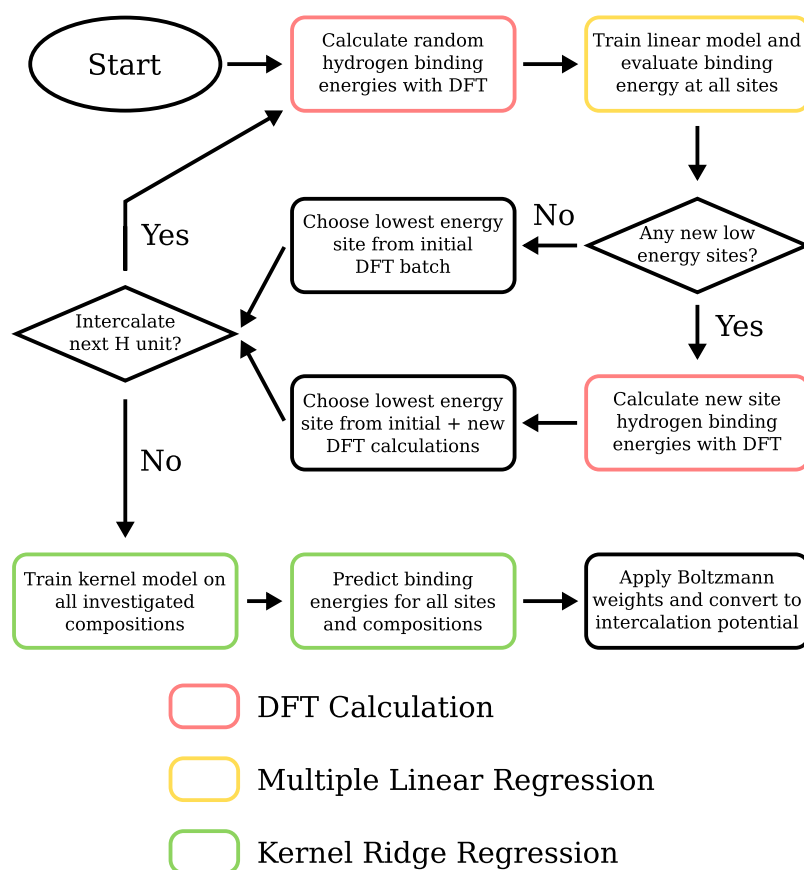 Start
Calculate random
hydrogen binding
energies with DFT
Train linear model and
evaluate binding
energy at all sites
Any new low
energy sites?
No
Choose lowest energy
site from initial
DFT batch
Yes
Calculate new site
hydrogen binding
energies with DFT
Choose lowest energy
site from initial + new
DFT calculations
Intercalate
next H unit?
Yes
No
Train kernel model on
all investigated
compositions
Predict binding
energies for all sites
and compositions
Apply Boltzmann
weights and convert to
intercalation potential
DFT Calculation
Multiple Linear Regression
Kernel Ridge Regression